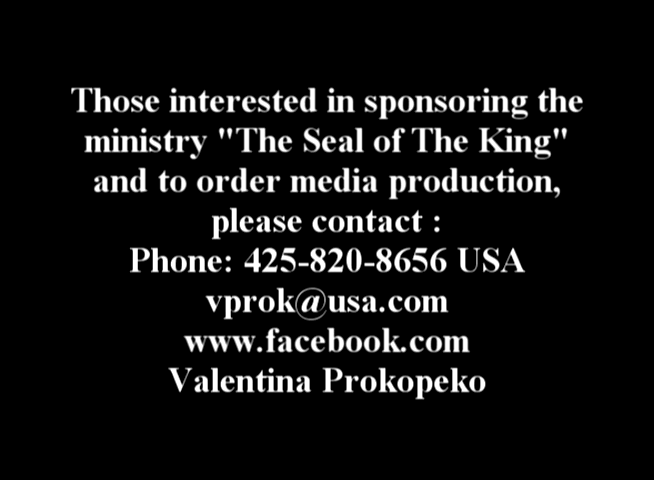 Those interested in sponsoring the
ministry "The Seal of The King"
and to order media production,
please contact :
Phone: 425-820-8656 USA
vprok@usa.com
www.facebook.com
Valentina Prokopeko